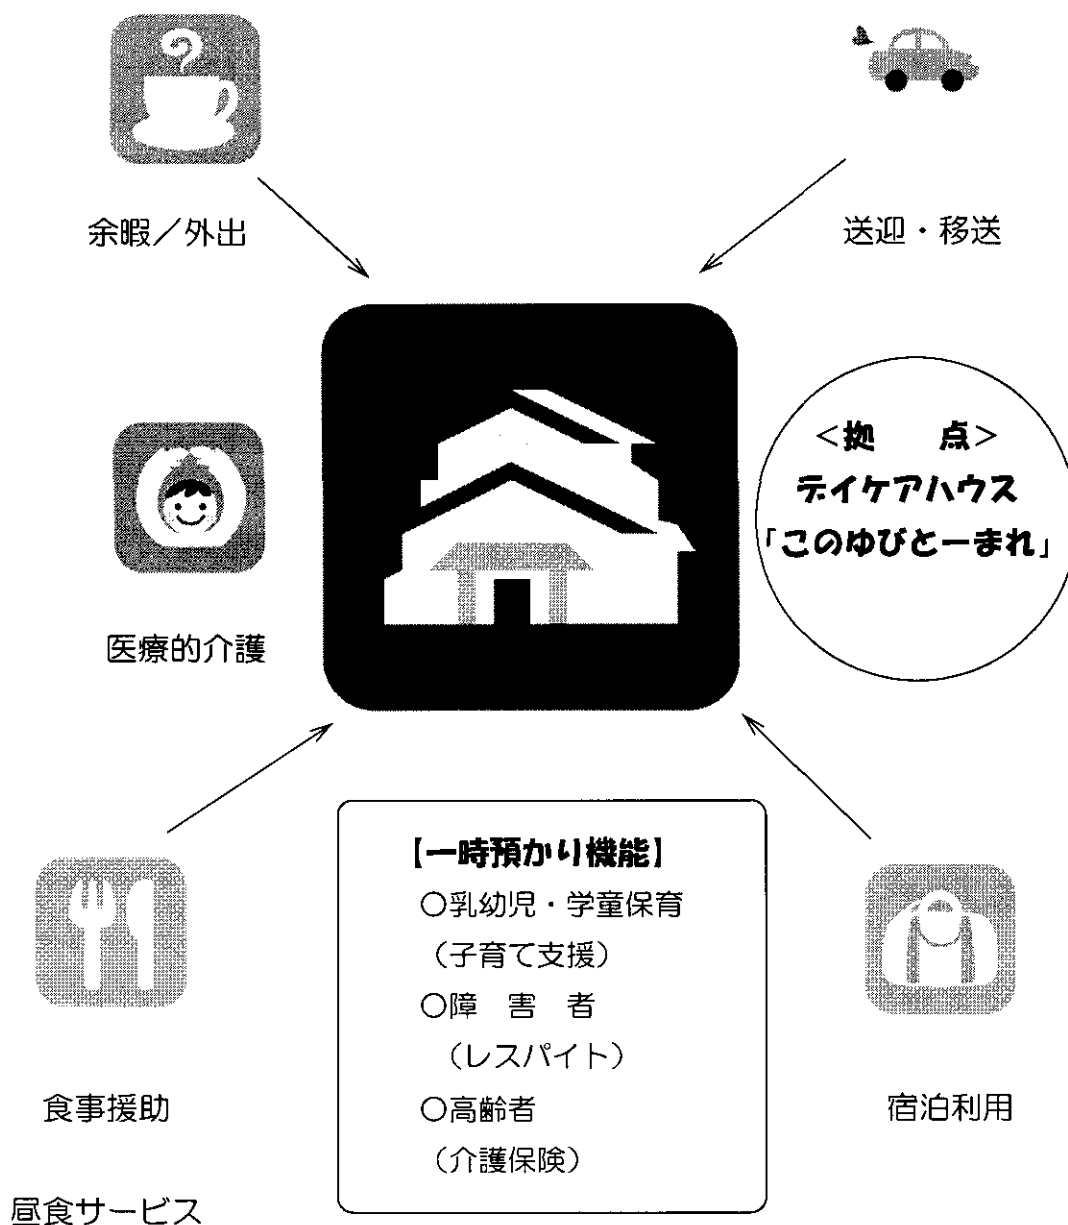 余暇／外出
送迎・移送
＜拠　点＞
デイケアハウス
「このゆびとーまれ」
医療的介護
【一時預かり機能】
○乳幼児・学童保育
（子育て支援）
○障　害　者
（レスパイト）
○高齢者
（介護保険）
食事援助
宿泊利用
昼食サービス